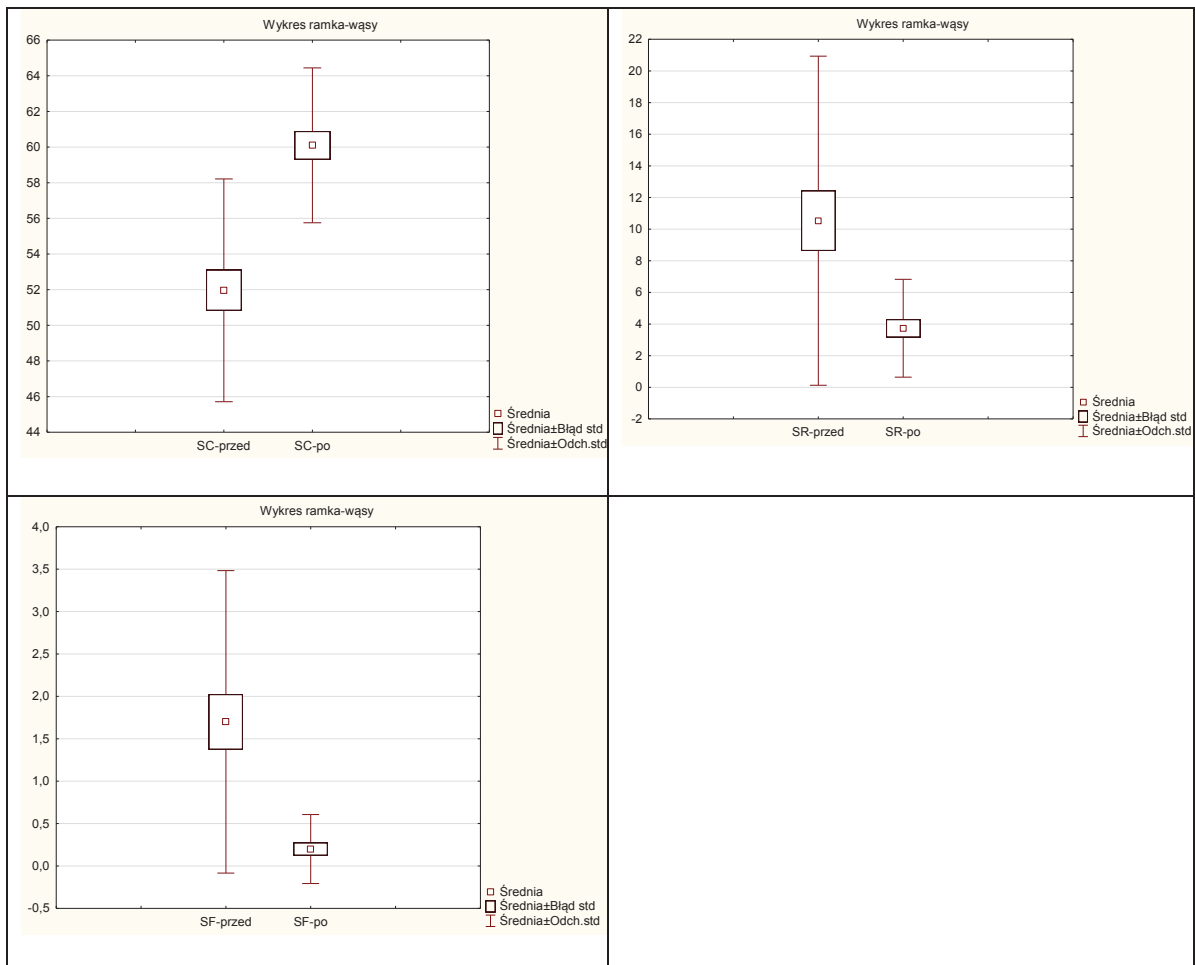 Wykres ramka-wąsy
66
64
62
60
58
56
54
52
50
48
46
44
SC-przed SC-po
Średnia
Średnia±Błąd std
Średnia±Odch.std
Wykres ramka-wąsy
22
20
18
16
14
12
10
8
6
4
2
0
-2
SR-przed SR-po
Średnia
Średnia±Błąd std
Średnia±Odch.std
Wykres ramka-wąsy
4,0
3,5
3,0
2,5
2,0
1,5
1,0
0,5
0,0
-0,5
SF-przed SF-po
Średnia
Średnia±Błąd std
Średnia±Odch.std